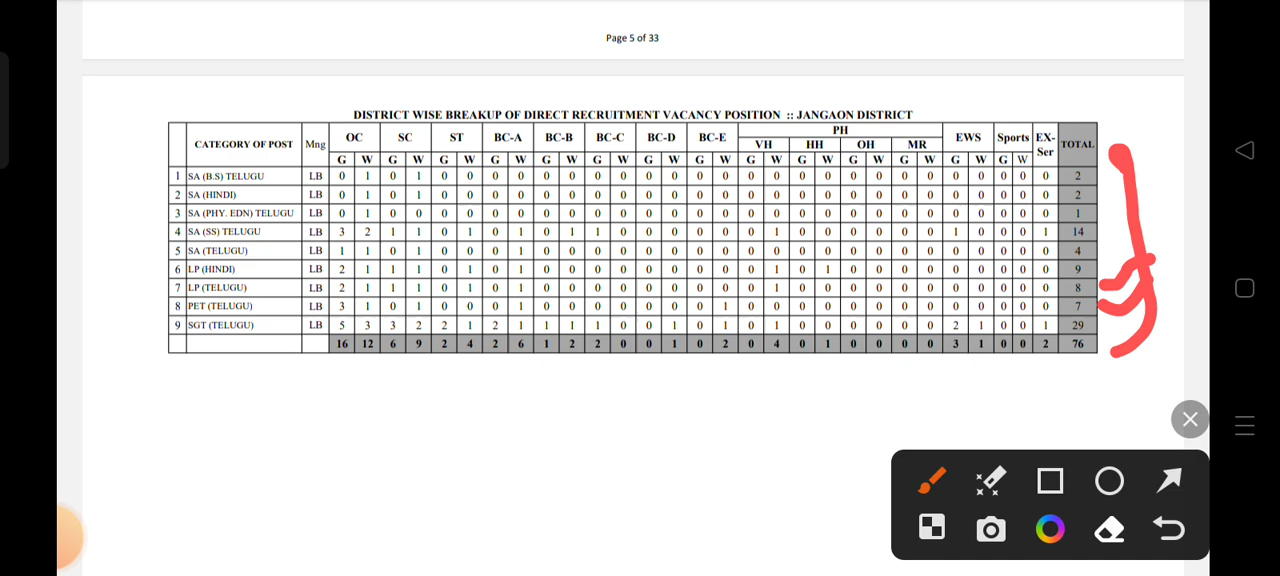 Page 5 of 33
DISTRICT WISE BREAKUP OF DIRECT RECRUITMENT VACANCY POSITION :: JANGAON DISTRICT
CATEGORY OF POST Mng OC SC ST BC-A BC-B BC-C BC-D BC-E PH EWS Sports EX-Ser TOTAL
VH HH OH MR
G W G W G W G W G W G W G W G W G W G W G W G W G W G W
1 SA (B.S) TELUGU LB 0 1 0 1 0 0 0 0 0 0 0 0 0 0 0 0 0 0 0 0 0 0 0 0 0 0 0 0 0 2
2 SA (HINDI) LB 0 1 0 1 0 0 0 0 0 0 0 0 0 0 0 0 0 0 0 0 0 0 0 0 0 0 0 0 0 2
3 SA (PHY. EDN) TELUGU LB 0 1 0 0 0 0 0 0 0 0 0 0 0 0 0 0 0 0 0 0 0 0 0 0 0 0 0 0 0 1
4 SA (SS) TELUGU LB 3 2 1 1 0 1 0 1 0 1 1 0 0 0 0 0 0 1 0 0 0 0 0 0 1 0 0 0 1 14
5 SA (TELUGU) LB 1 1 0 1 0 0 0 1 0 0 0 0 0 0 0 0 0 0 0 0 0 0 0 0 0 0 0 0 0 4
6 LP (HINDI) LB 2 1 1 1 0 1 0 1 0 0 0 0 0 0 0 0 0 1 0 1 0 0 0 0 0 0 0 0 0 9
7 LP (TELUGU) LB 2 1 1 1 0 1 0 1 0 0 0 0 0 0 0 0 0 1 0 0 0 0 0 0 0 0 0 0 0 8
8 PET (TELUGU) LB 3 1 0 1 0 0 0 1 0 0 0 0 0 0 0 1 0 0 0 0 0 0 0 0 0 0 0 0 0 7
9 SGT (TELUGU) LB 5 3 3 2 2 1 2 1 1 1 1 0 0 1 0 1 0 1 0 0 0 0 0 0 2 1 0 0 1 29
16 12 6 9 2 4 2 6 1 2 2 0 0 1 0 2 0 4 0 1 0 0 0 0 3 1 0 0 2 76